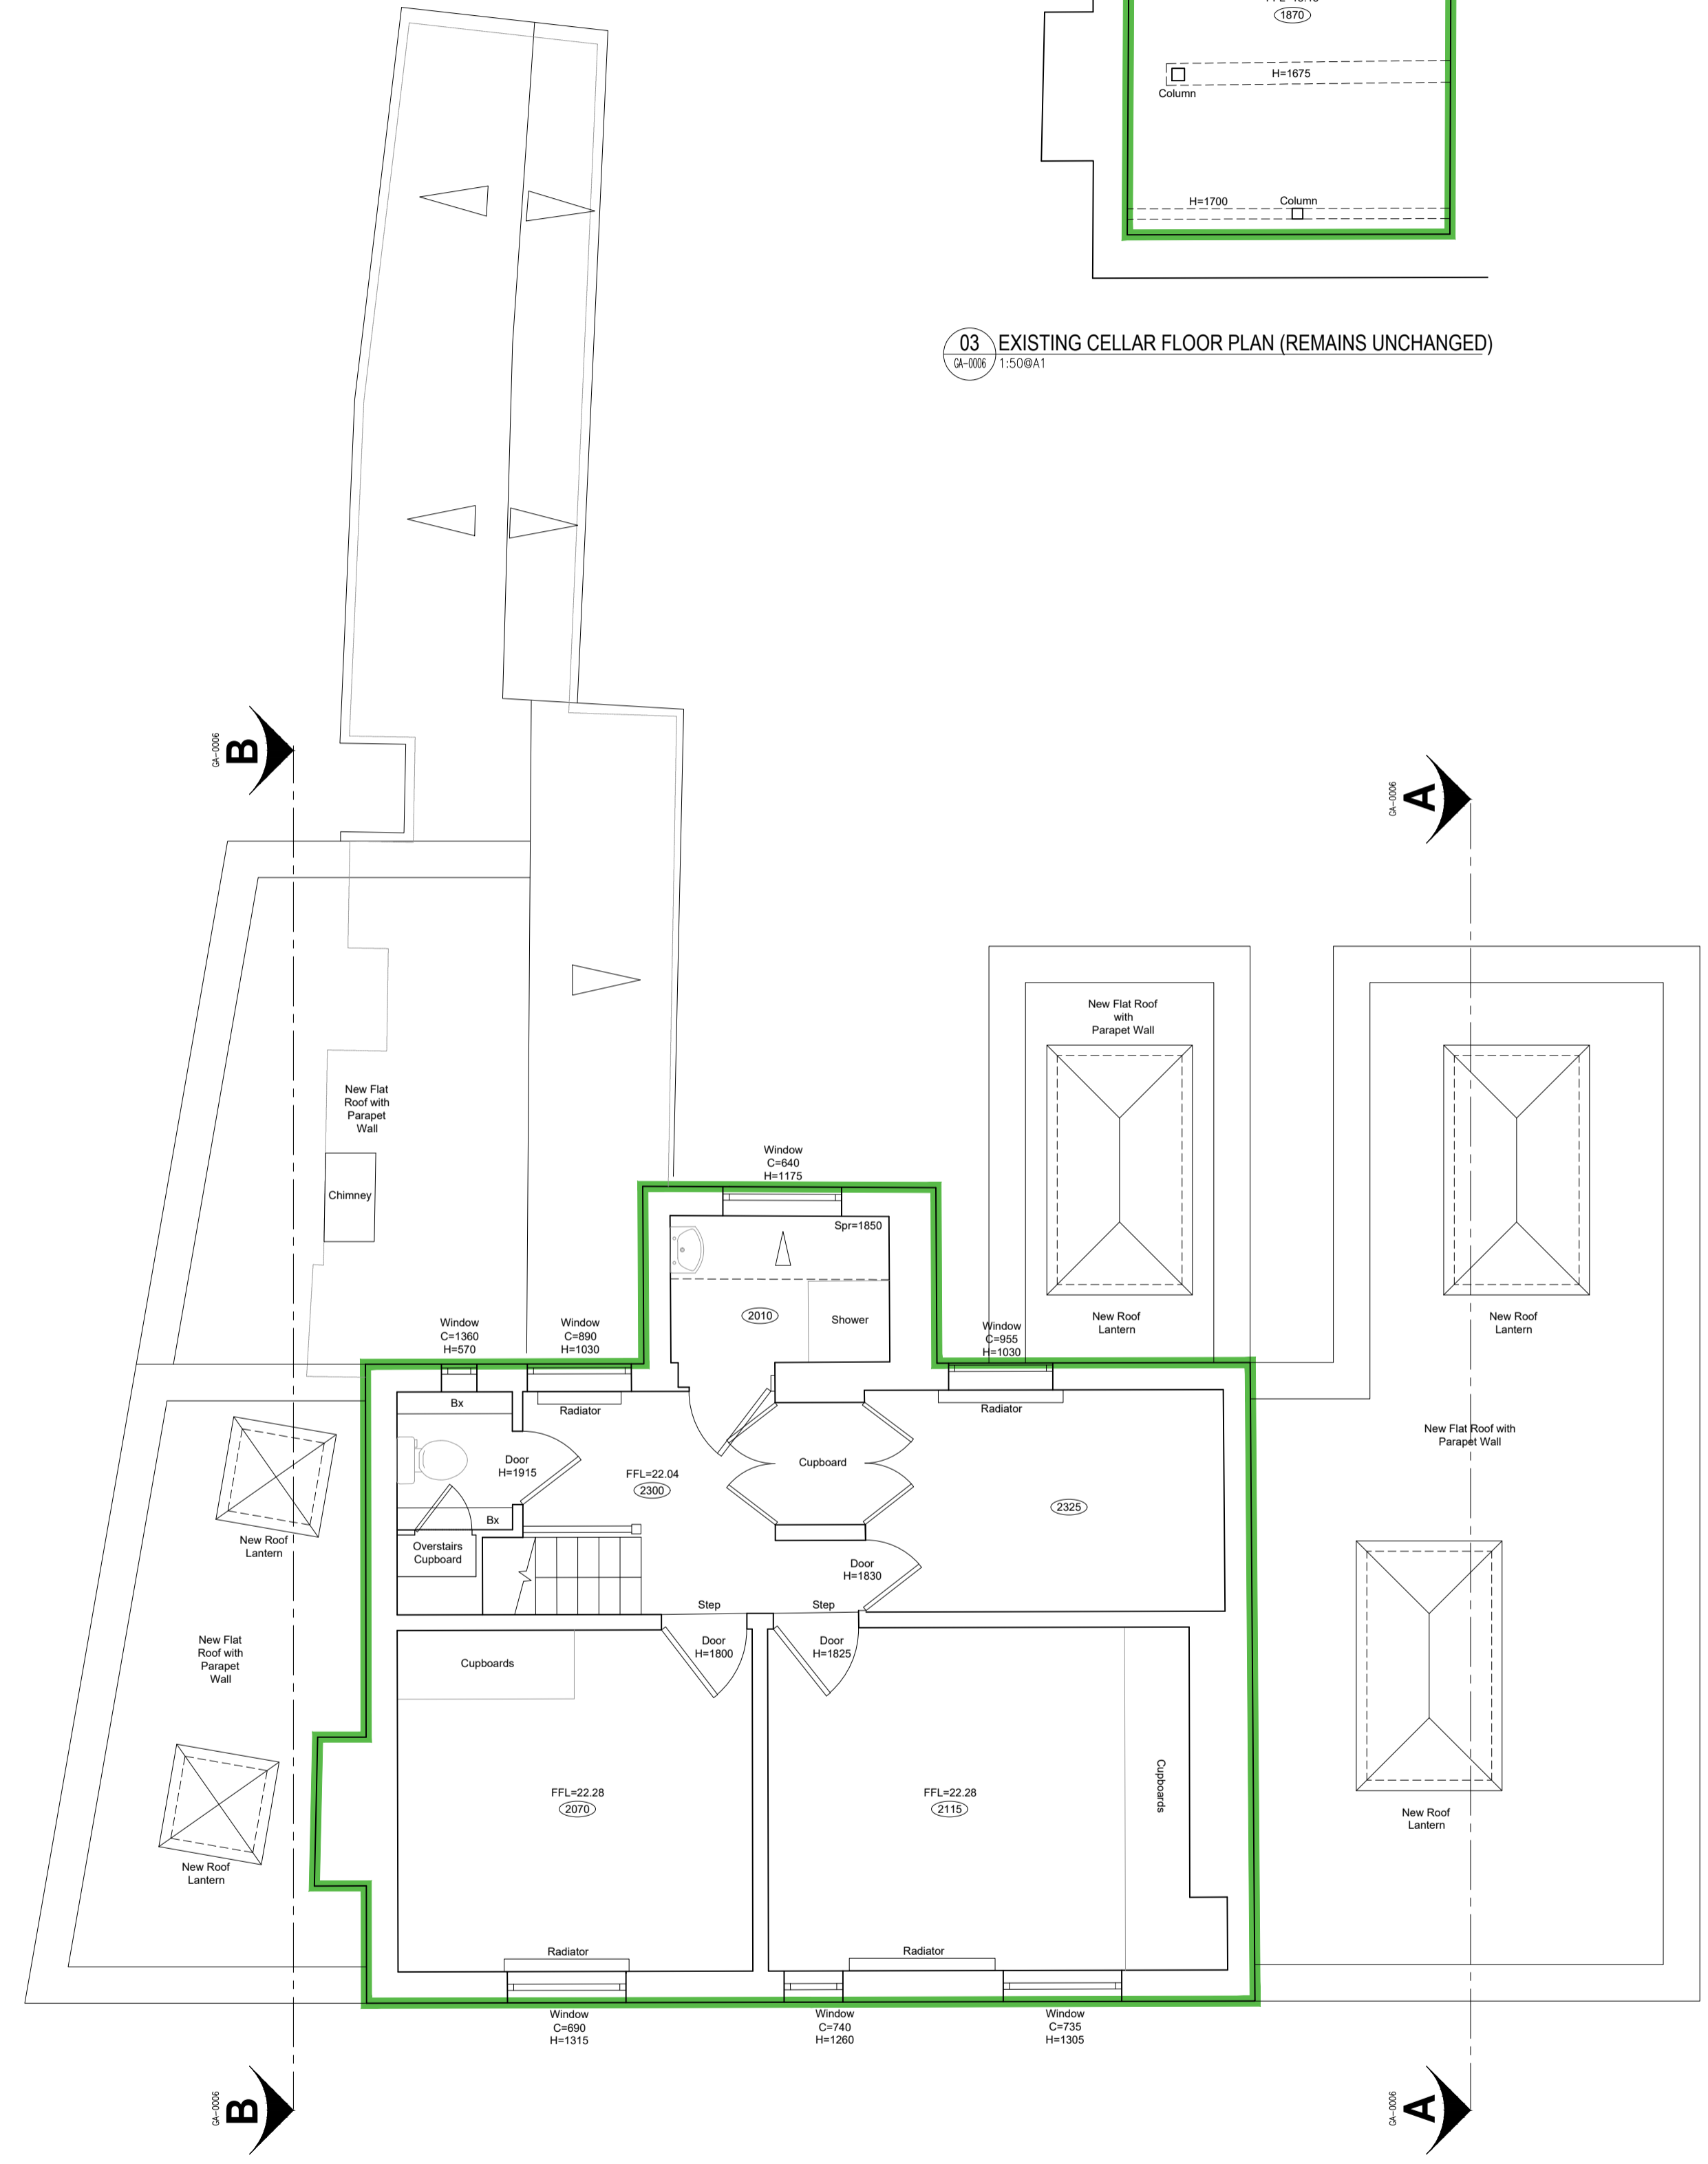 1870
H=1675
Column
H=1700
Column
03
GA-0006
EXISTING CELLAR FLOOR PLAN (REMAINS UNCHANGED)
1:50@A1
GA-0006
B
GA-0006
A
New Flat Roof
with
Parapet Wall
New Flat
Roof with
Parapet
Wall
Chimney
Window
C=640
H=1175
Spr=1850
2010
Shower
New Roof
Lantern
New Roof
Lantern
Window
C=1360
H=570
Window
C=890
H=1030
Window
C=955
H=1030
Bx
Radiator
Radiator
New Flat Roof with
Parapet Wall
Door
H=1915
FFL=22.04
2300
Cupboard
2325
Bx
New Roof
Lantern
Overstairs
Cupboard
Door
H=1830
Step
Step
Door
H=1800
Door
H=1825
New Flat
Roof with
Parapet
Wall
Cupboards
FFL=22.28
2070
FFL=22.28
2115
Cupboards
New Roof
Lantern
New Roof
Lantern
Radiator
Radiator
Window
C=690
H=1315
Window
C=740
H=1260
Window
C=735
H=1305
GA-0006
B
GA-0006
A